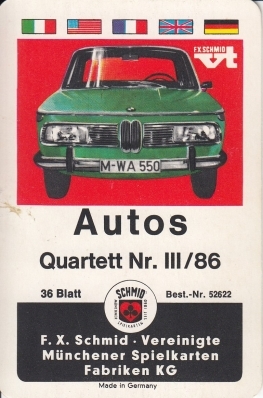 F.X. SCHMID
M-WA 550
Autos
Quartett Nr. III/86
36 Blatt
SCHMID
Best.-Nr. 52622
F. X. Schmid · Vereinigte
Münchener Spielkarten
Fabriken KG
Made in Germany